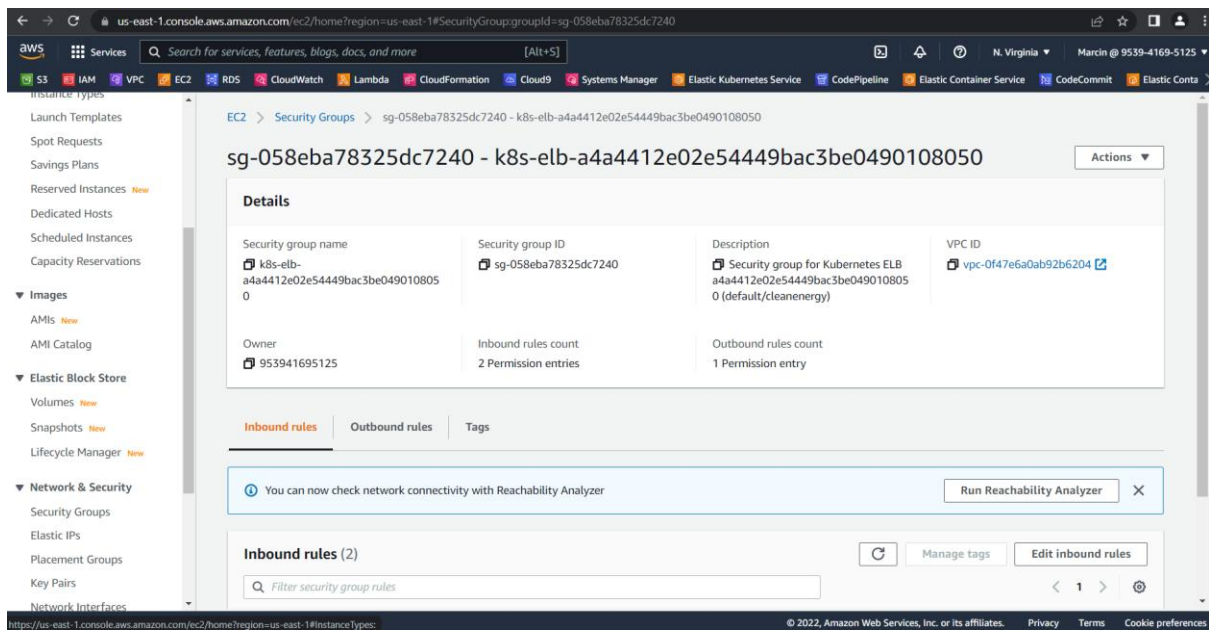 us-east-1.console.aws.amazon.com/ec2/home?region=us-east-1#SecurityGroup:groupId=sg-058eba78325dc7240
aws Services Search for services, features, blogs, docs, and more [Alt+S] N. Virginia ▼ Marcin @ 9539-4169-5125 ▼
S3 IAM VPC EC2 RDS CloudWatch Lambda CloudFormation Cloud9 Systems Manager Elastic Kubernetes Service CodePipeline Elastic Container Service CodeCommit Elastic Conta
Instance Types
Launch Templates
Spot Requests
Savings Plans
Reserved Instances New
Dedicated Hosts
Scheduled Instances
Capacity Reservations
▼ Images
AMIs New
AMI Catalog
▼ Elastic Block Store
Volumes New
Snapshots New
Lifecycle Manager New
▼ Network & Security
Security Groups
Elastic IPs
Placement Groups
Key Pairs
Network Interfaces
EC2 > Security Groups > sg-058eba78325dc7240 - k8s-elb-a4a4412e02e54449bac3be0490108050
sg-058eba78325dc7240 - k8s-elb-a4a4412e02e54449bac3be0490108050
Actions ▼
Details
Security group name
k8s-elb-
a4a4412e02e54449bac3be049010805
0
Security group ID
sg-058eba78325dc7240
Description
Security group for Kubernetes ELB
a4a4412e02e54449bac3be049010805
0 (default/cleanenergy)
VPC ID
vpc-0f47e6a0ab92b6204
Owner
953941695125
Inbound rules count
2 Permission entries
Outbound rules count
1 Permission entry
Inbound rules Outbound rules Tags
You can now check network connectivity with Reachability Analyzer
Run Reachability Analyzer
Inbound rules (2)
Manage tags
Edit inbound rules
Filter security group rules
< 1 >
https://us-east-1.console.aws.amazon.com/ec2/home?region=us-east-1#InstanceTypes:
© 2022, Amazon Web Services, Inc. or its affiliates. Privacy Terms Cookie preferences